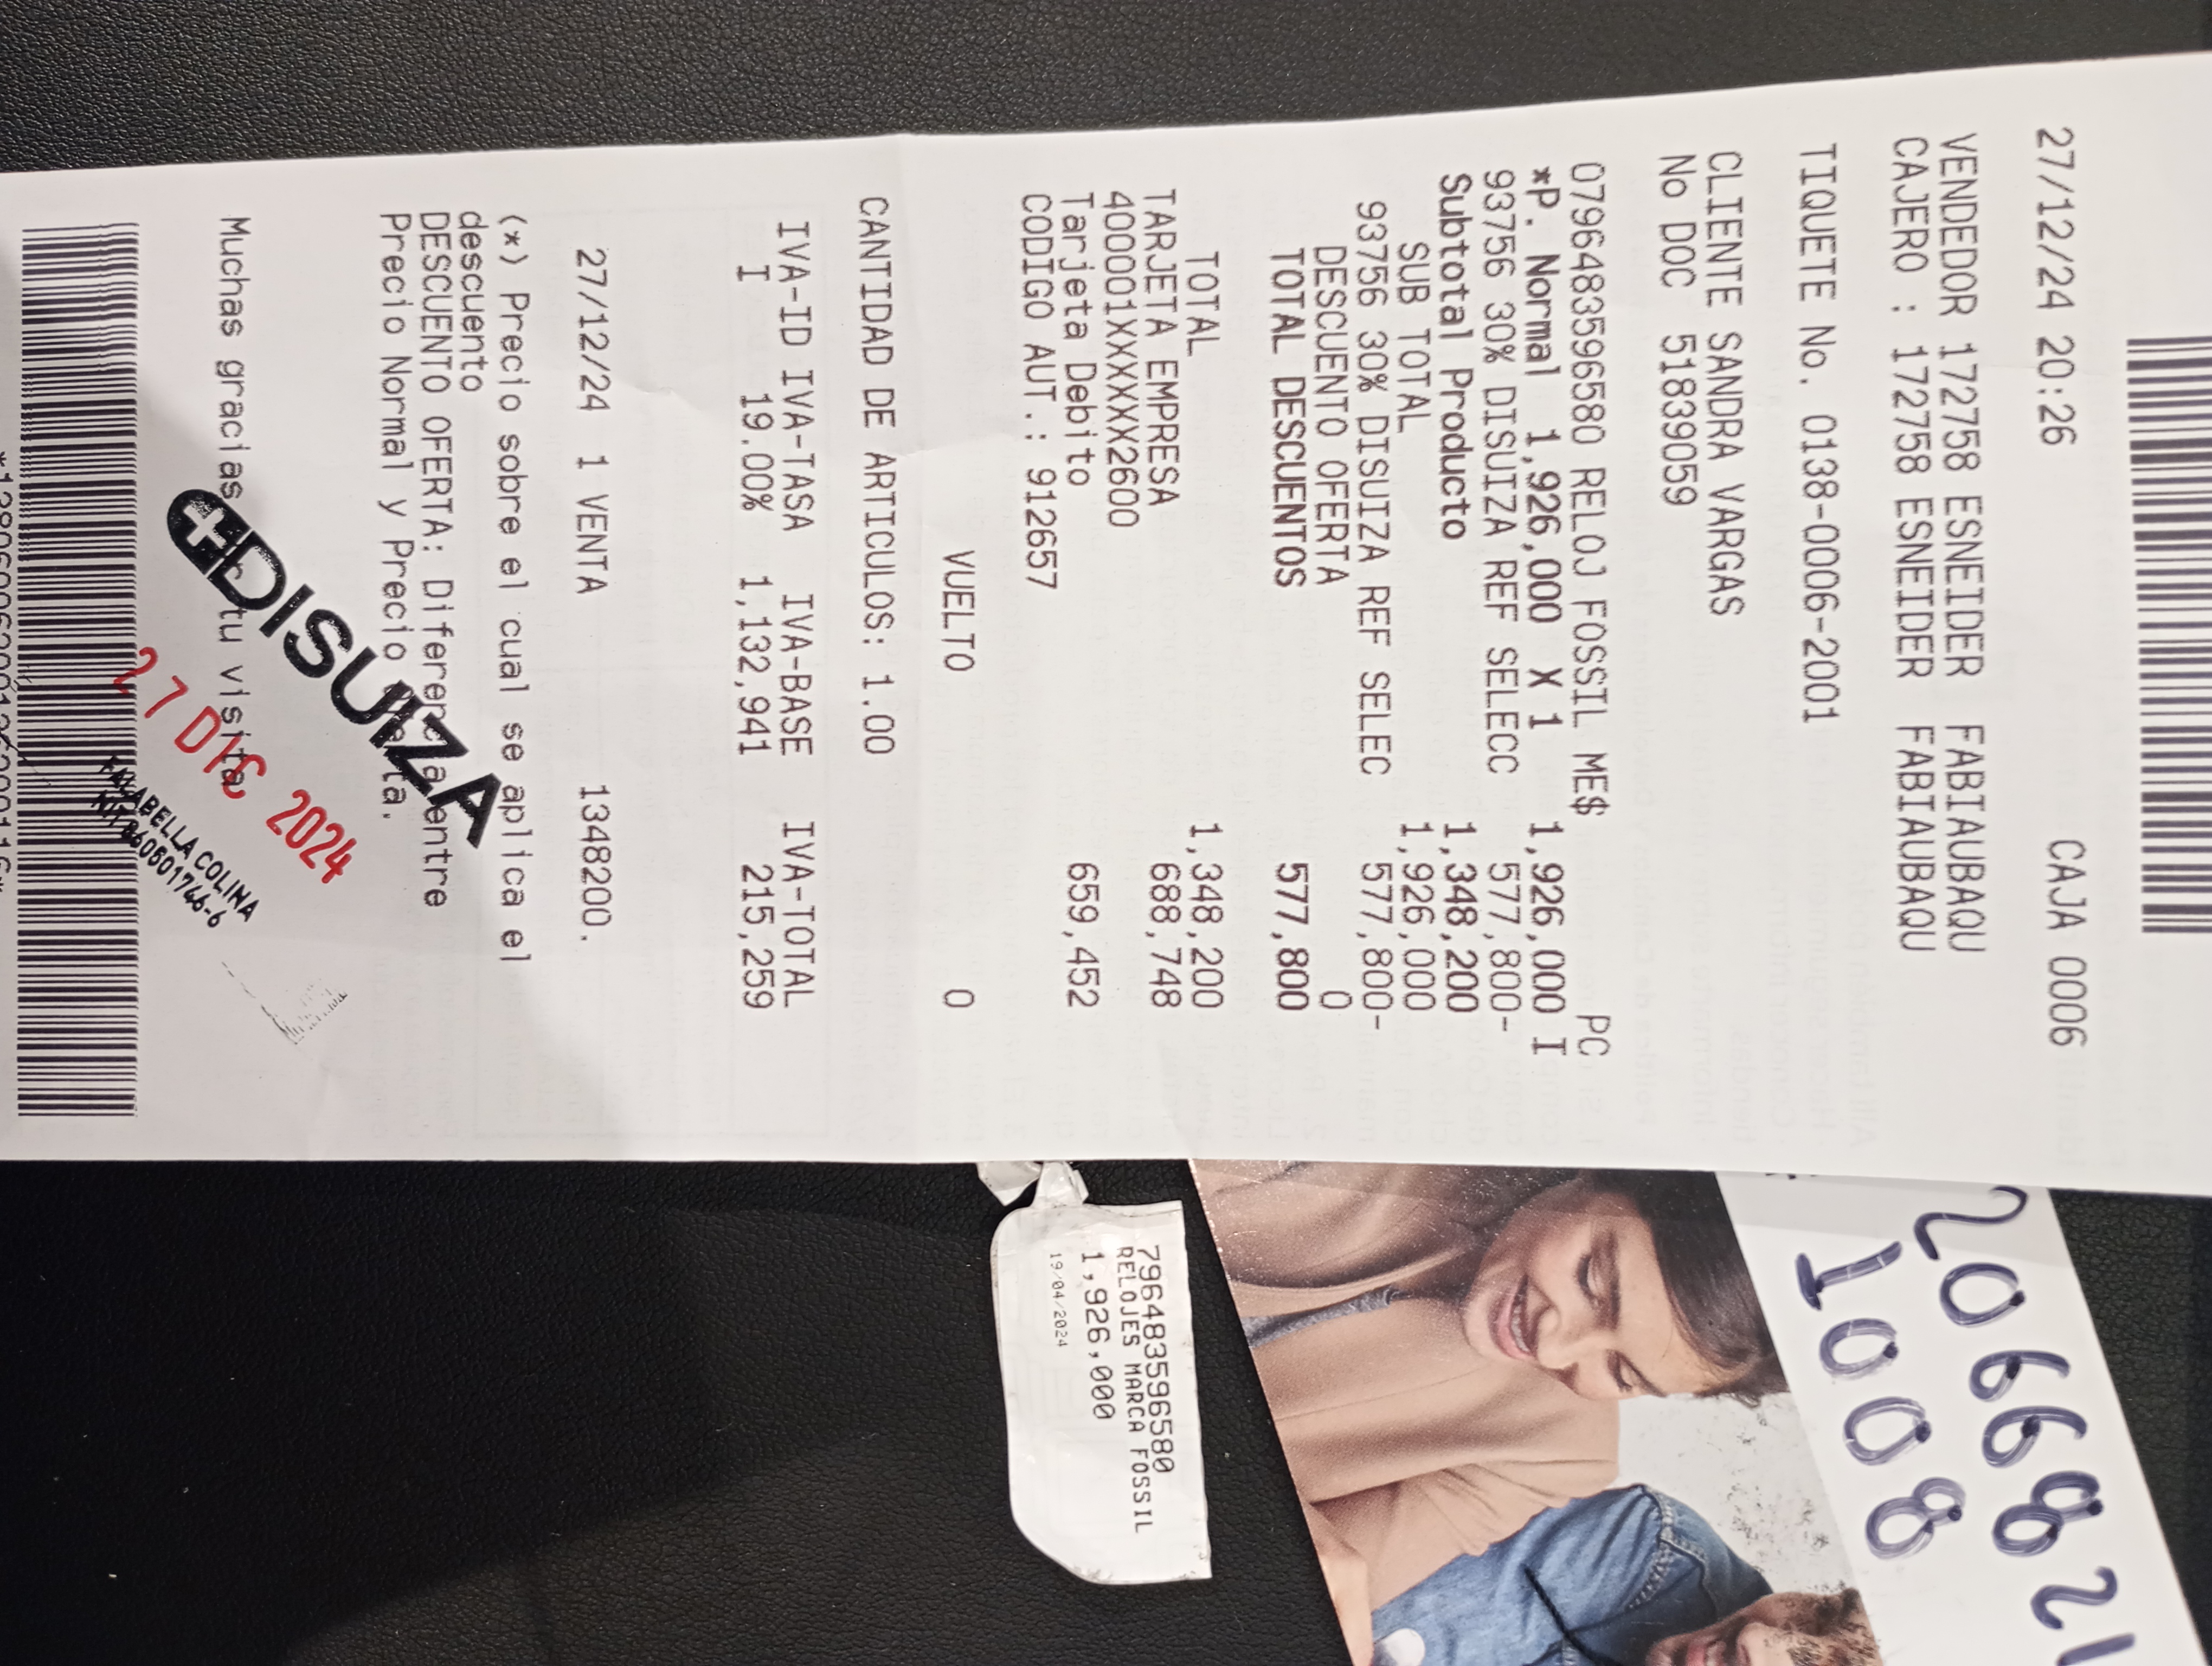 27/12/24 20:26 CAJA 0006
VENDEDOR 172758 ESNEIDER FABIAUBAQU
CAJERO : 172758 ESNEIDER FABIAUBAQU
TIQUETE No. 0138-0006-2001
CLIENTE SANDRA VARGAS
No DOC 51839059
0796483596580 RELOJ FOSSIL ME$ PC
*P. Normal 1,926,000 X 1 1,926,000 I
93756 30% DISUIZA REF SELECC 577,800-
Subtotal Producto 1,348,200
SUB TOTAL 1,926,000
93756 30% DISUIZA REF SELEC 577,800-
DESCUENTO OFERTA 0
TOTAL DESCUENTOS 577,800
TOTAL 1,348,200
TARJETA EMPRESA 688,748
400001XXXXXX2600
Tarjeta Debito 659,452
CODIGO AUT.: 912657
VUELTO 0
CANTIDAD DE ARTICULOS: 1.00
IVA-ID IVA-TASA IVA-BASE IVA-TOTAL
I 19.00% 1,132,941 215,259
27/12/24 1 VENTA 1348200.
(*) Precio sobre el cual se aplica el
descuento
DESCUENTO OFERTA: Diferencia entre
Precio Normal y Precio
Muchas gracias tu visita
DISUIZA
27 DIC 2024
FALABELLA COLINA
NIT 860501746-6
796483596580
RELOJES MARCA FOSSIL
1,926,000
19/04/2024
2066821
1008